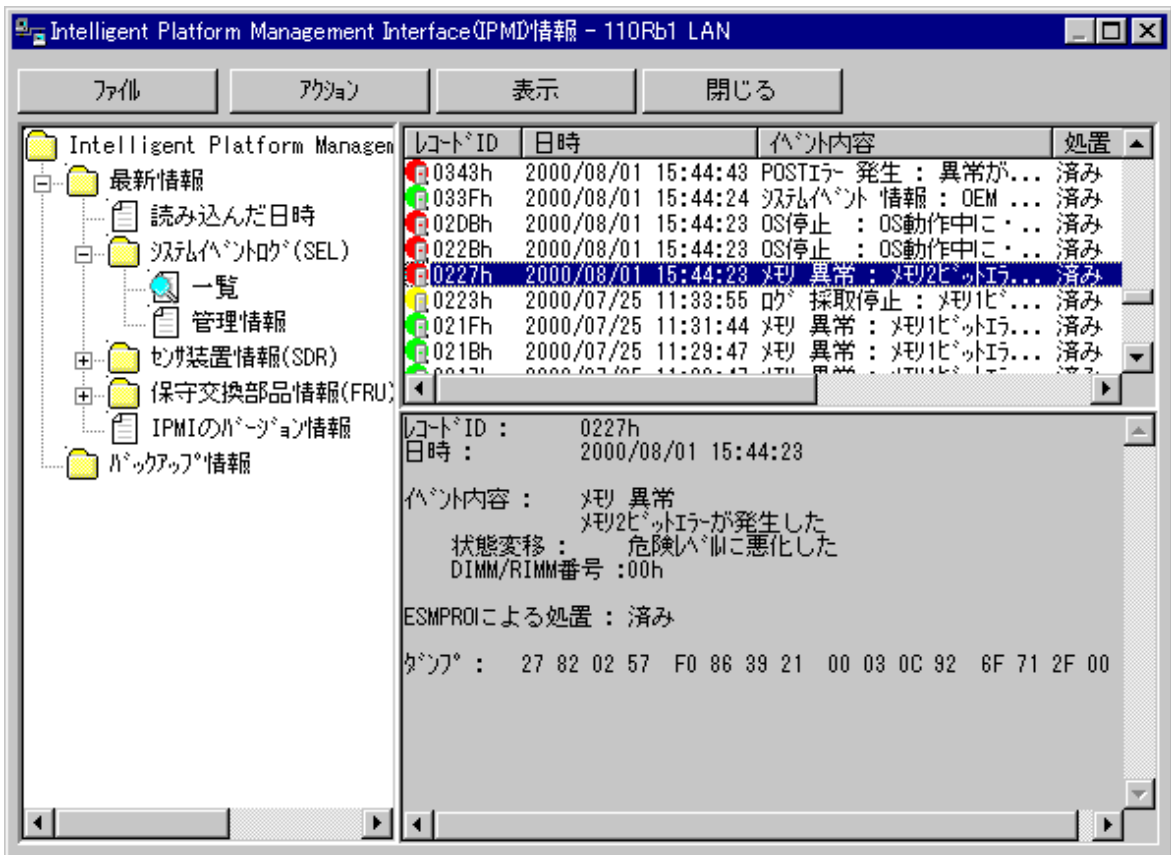 Intelligent Platform Management Interface(IPMI)情報 - 110Rb1 LAN
ﾌｧｲﾙ ｱｸｼｮﾝ 表示 閉じる
Intelligent Platform Managem
最新情報
読み込んだ日時
ｼｽﾃﾑｲﾍﾞﾝﾄﾛｸﾞ(SEL)
一覧
管理情報
ｾﾝｻ装置情報(SDR)
保守交換部品情報(FRU)
IPMIのﾊﾞｰｼﾞｮﾝ情報
ﾊﾞｯｸｱｯﾌﾟ情報
ﾚｺｰﾄﾞID 日時 ｲﾍﾞﾝﾄ内容 処置
0343h 2000/08/01 15:44:43 POSTｴﾗｰ 発生 : 異常が... 済み
033Fh 2000/08/01 15:44:24 ｼｽﾃﾑｲﾍﾞﾝﾄ 情報 : OEM ... 済み
02DBh 2000/08/01 15:44:23 OS停止 : OS動作中に・.. 済み
022Bh 2000/08/01 15:44:23 OS停止 : OS動作中に・.. 済み
0227h 2000/08/01 15:44:23 ﾒﾓﾘ 異常 : ﾒﾓﾘ2ﾋﾞｯﾄｴﾗ... 済み
0223h 2000/07/25 11:33:55 ﾛｸﾞ 採取停止 : ﾒﾓﾘ1ﾋﾞ... 済み
021Fh 2000/07/25 11:31:44 ﾒﾓﾘ 異常 : ﾒﾓﾘ1ﾋﾞｯﾄｴﾗ... 済み
021Bh 2000/07/25 11:29:47 ﾒﾓﾘ 異常 : ﾒﾓﾘ1ﾋﾞｯﾄｴﾗ... 済み
ﾚｺｰﾄﾞID : 0227h
日時 : 2000/08/01 15:44:23
ｲﾍﾞﾝﾄ内容 : ﾒﾓﾘ 異常
ﾒﾓﾘ2ﾋﾞｯﾄｴﾗｰが発生した
状態変移 : 危険ﾚﾍﾞﾙに悪化した
DIMM/RIMM番号 :00h
ESMPROによる処置 : 済み
ﾀﾞﾝﾌﾟ : 27 82 02 57 F0 86 39 21 00 03 0C 92 6F 71 2F 00